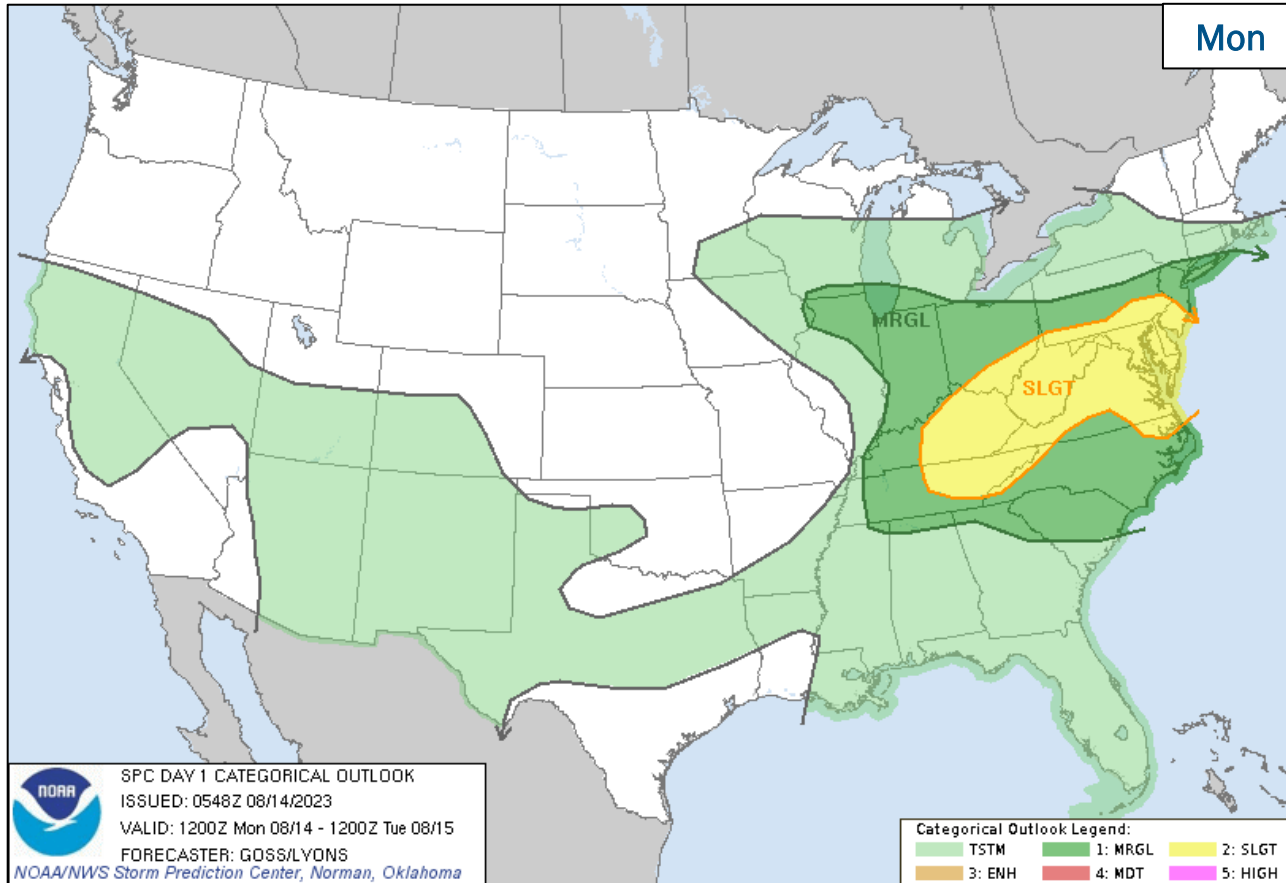 Mon
MRGL
SLGT
NOAA
SPC DAY 1 CATEGORICAL OUTLOOK
ISSUED: 0548Z 08/14/2023
VALID: 1200Z Mon 08/14 - 1200Z Tue 08/15
FORECASTER: GOSS/LYONS
NOAA/NWS Storm Prediction Center, Norman, Oklahoma
Categorical Outlook Legend:
TSTM 1: MRGL 2: SLGT
3: ENH 4: MDT 5: HIGH